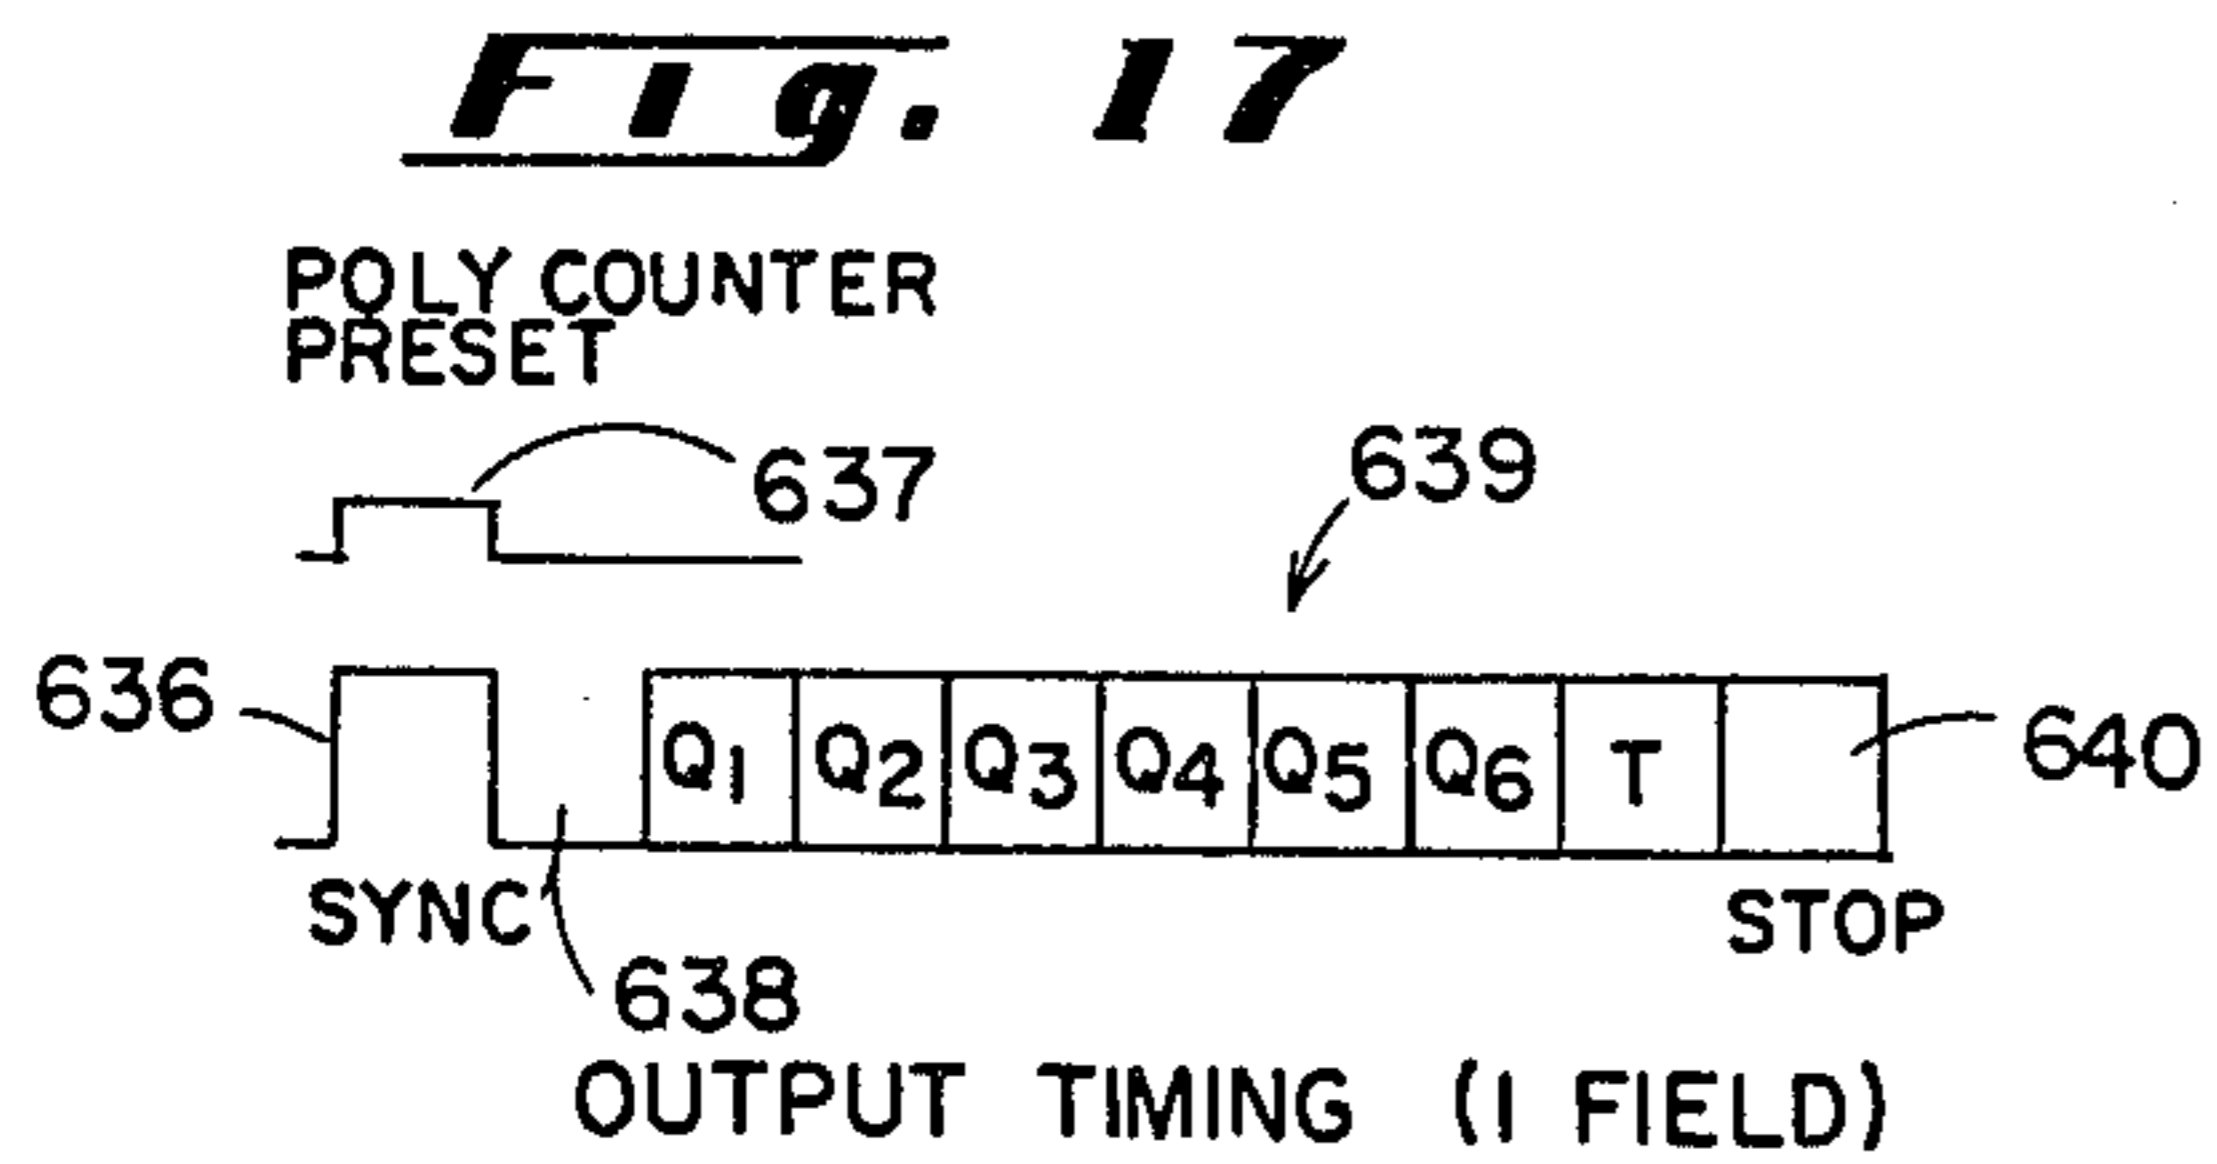 Fig. 17
POLY COUNTER
PRESET
637
639
636
Q1 Q2 Q3 Q4 Q5 Q6 T
640
SYNC
STOP
638
OUTPUT TIMING (1 FIELD)